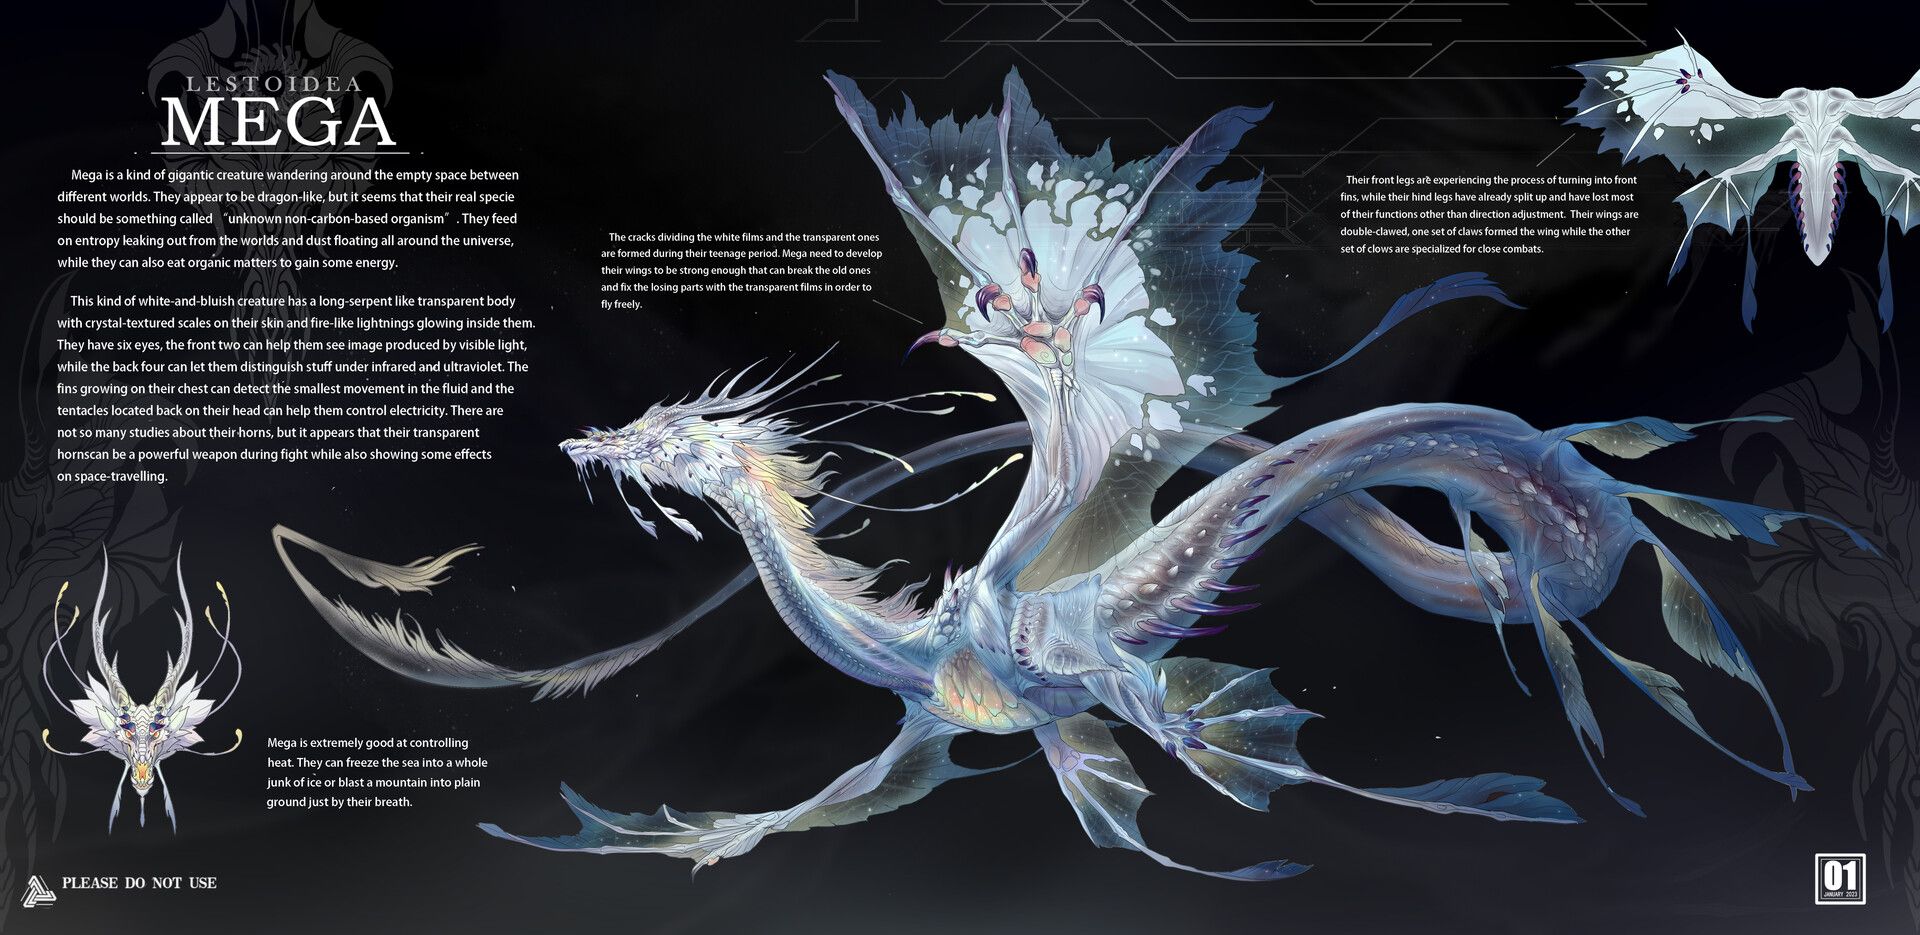 LESTOIDEA
MEGA
Mega is a kind of gigantic creature wandering around the empty space between
different worlds. They appear to be dragon-like, but it seems that their real specie
should be something called “unknown non-carbon-based organism”. They feed
on entropy leaking out from the worlds and dust floating all around the universe,
while they can also eat organic matters to gain some energy.
This kind of white-and-bluish creature has a long-serpent like transparent body
with crystal-textured scales on their skin and fire-like lightnings glowing inside them.
They have six eyes, the front two can help them see image produced by visible light,
while the back four can let them distinguish stuff under infrared and ultraviolet. The
fins growing on their chest can detect the smallest movement in the fluid and the
tentacles located back on their head can help them control electricity. There are
not so many studies about their horns, but it appears that their transparent
hornscan be a powerful weapon during fight while also showing some effects
on space-travelling.
The cracks dividing the white films and the transparent ones
are formed during their teenage period. Mega need to develop
their wings to be strong enough that can break the old ones
and fix the losing parts with the transparent films in order to
fly freely.
Their front legs are experiencing the process of turning into front
fins, while their hind legs have already split up and have lost most
of their functions other than direction adjustment. Their wings are
double-clawed, one set of claws formed the wing while the other
set of clows are specialized for close combats.
Mega is extremely good at controlling
heat. They can freeze the sea into a whole
junk of ice or blast a mountain into plain
ground just by their breath.
PLEASE DO NOT USE
01
JANUARY 2023